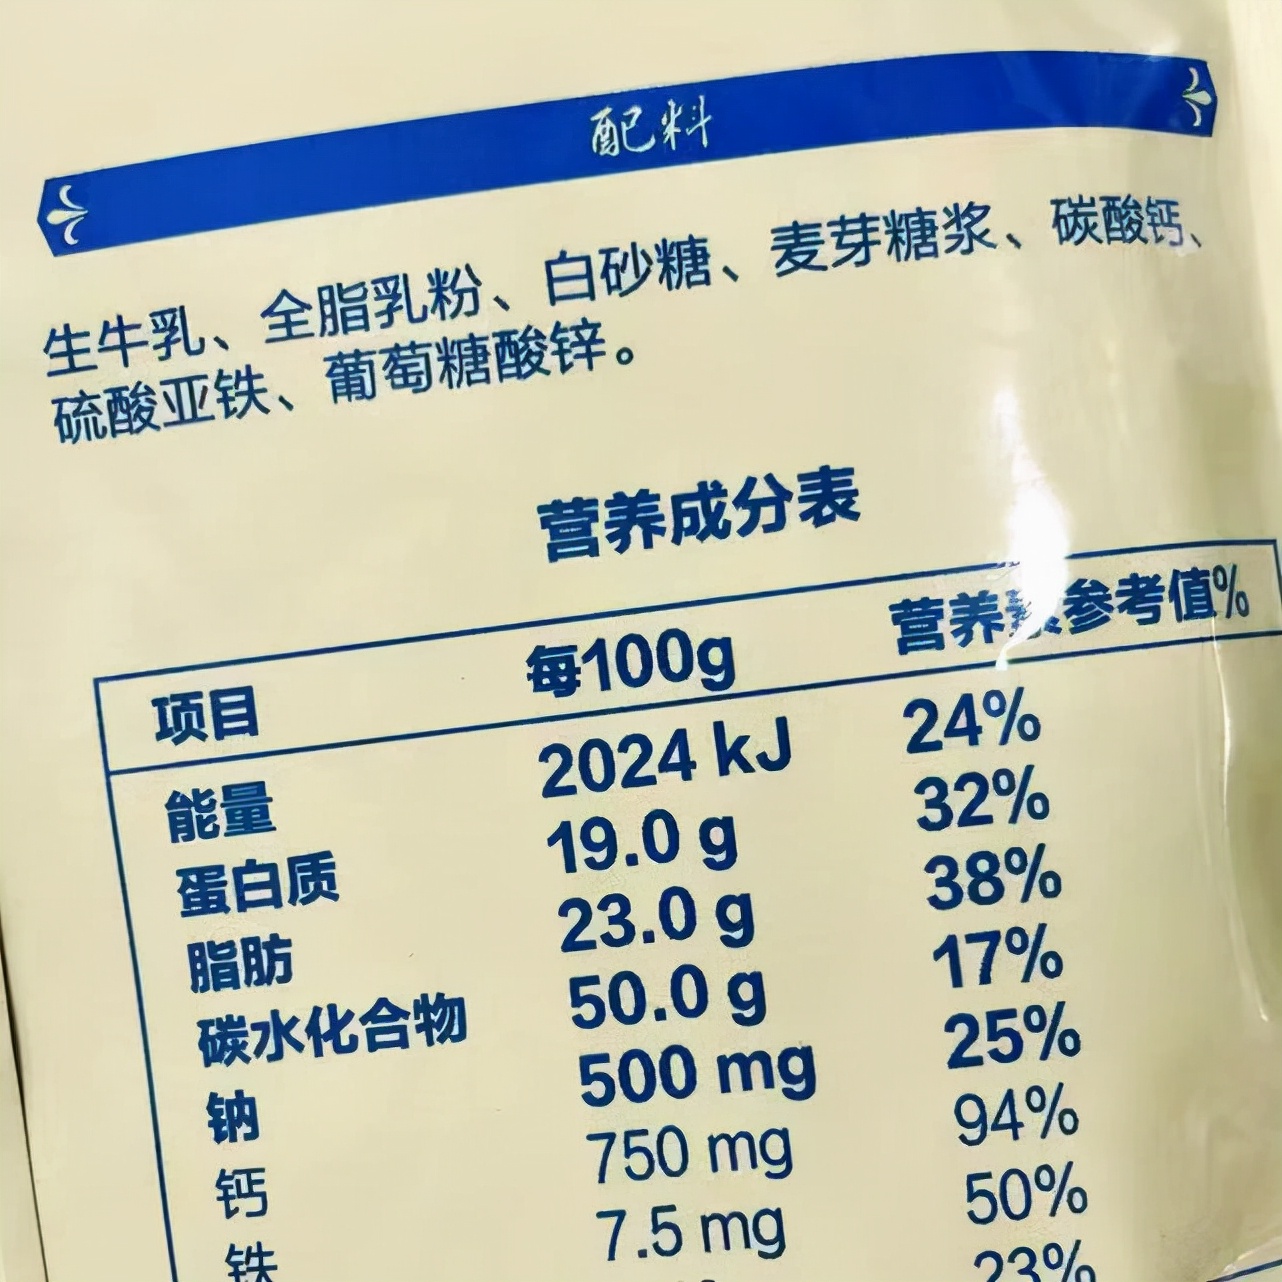 配料
生牛乳、全脂乳粉、白砂糖、麦芽糖浆、碳酸钙、
硫酸亚铁、葡萄糖酸锌。
营养成分表
项目 每100g 营养素参考值%
能量 2024 kJ 24%
蛋白质 19.0 g 32%
脂肪 23.0 g 38%
碳水化合物 50.0 g 17%
钠 500 mg 25%
钙 750 mg 94%
铁 7.5 mg 50%
23%